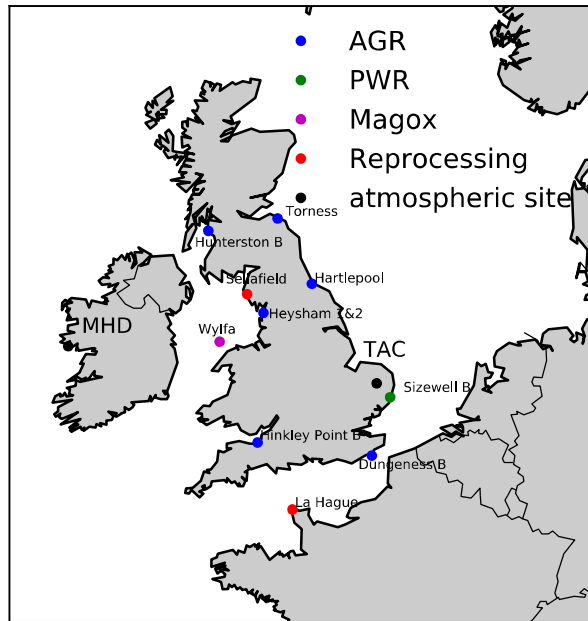 AGR
PWR
Magox
Reprocessing
atmospheric site
Torness
Hunterston B
Sellafield
Hartlepool
Heysham 1&2
MHD
Wylfa
TAC
Sizewell B
Hinkley Point B
Dungeness B
La Hague